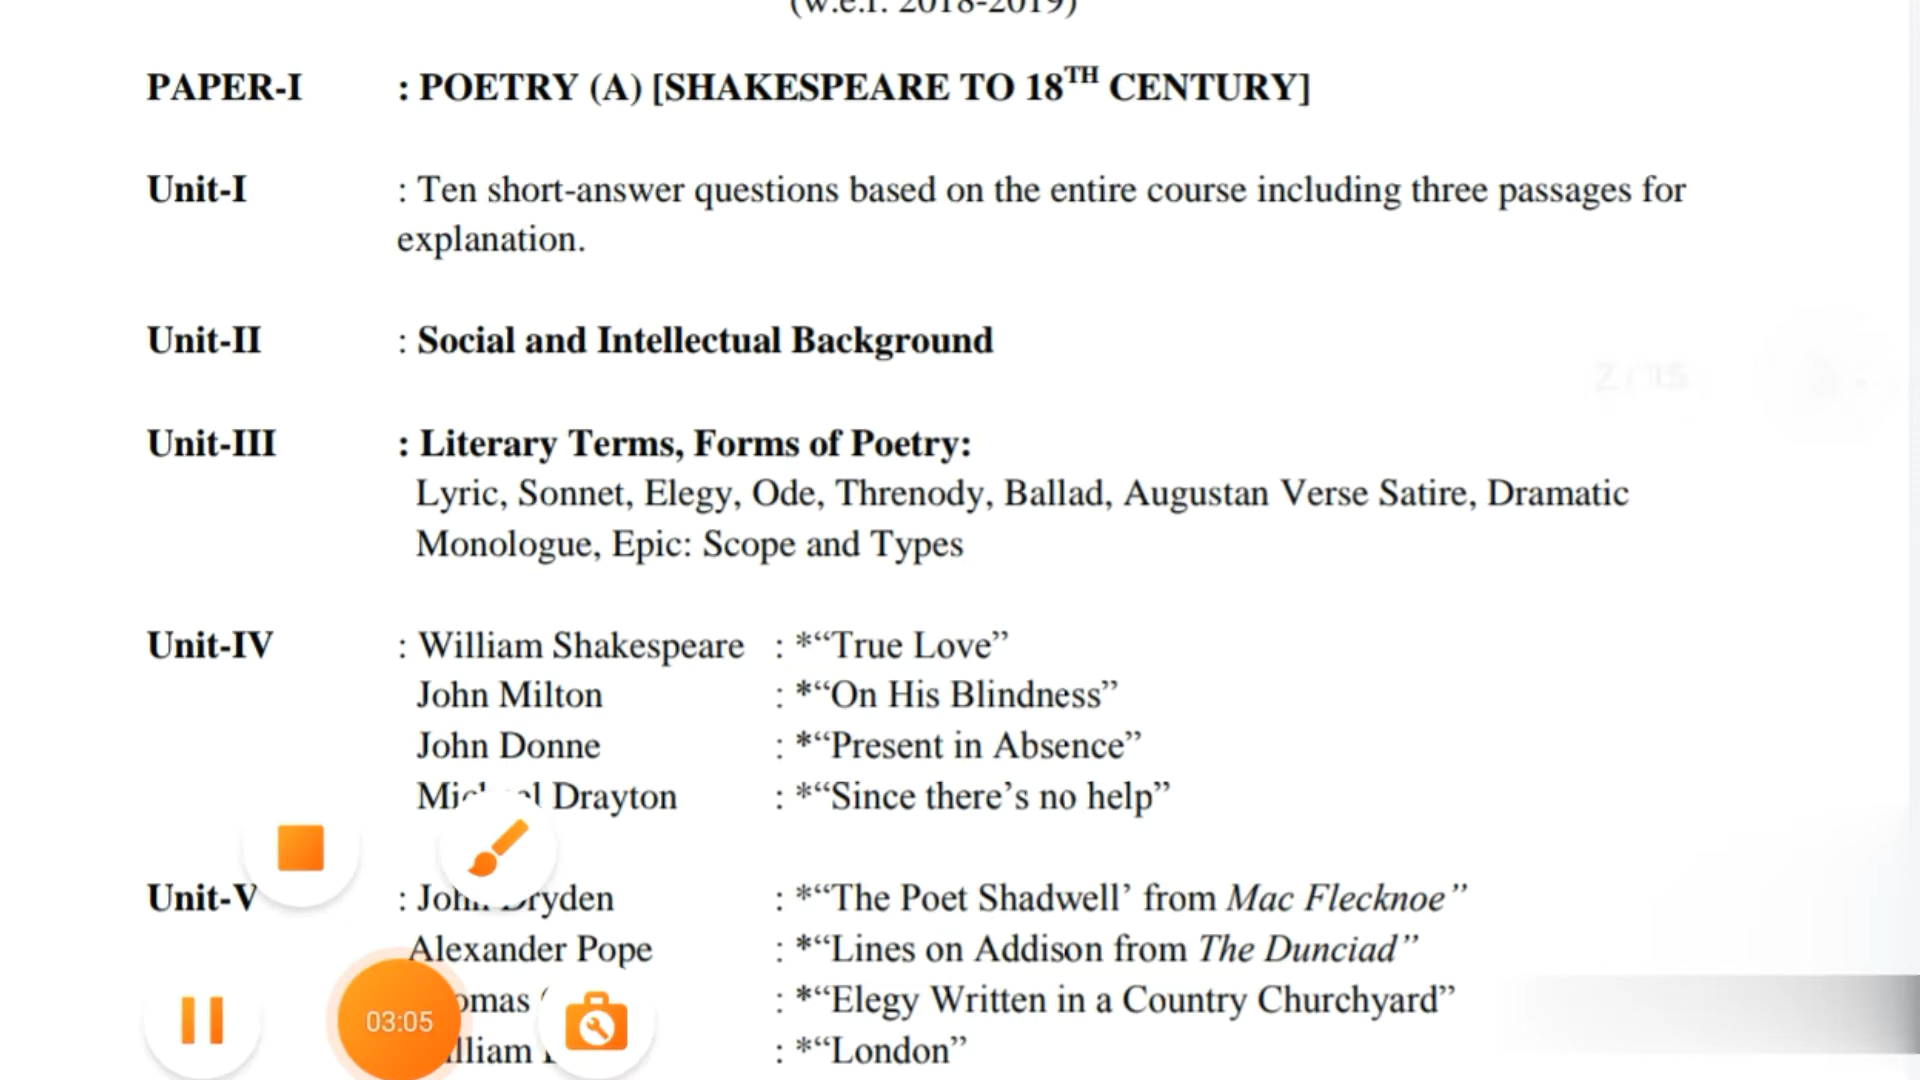 (w.e.f. 2018-2019)
PAPER-I : POETRY (A) [SHAKESPEARE TO 18TH CENTURY]
Unit-I : Ten short-answer questions based on the entire course including three passages for
explanation.
Unit-II : Social and Intellectual Background
Unit-III : Literary Terms, Forms of Poetry:
Lyric, Sonnet, Elegy, Ode, Threnody, Ballad, Augustan Verse Satire, Dramatic
Monologue, Epic: Scope and Types
Unit-IV : William Shakespeare : *“True Love”
John Milton : *“On His Blindness”
John Donne : *“Present in Absence”
Drayton : *“Since there’s no help”
Unit-V : John Dryden : *“The Poet Shadwell’ from Mac Flecknoe”
Alexander Pope : *“Lines on Addison from The Dunciad”
: *“Elegy Written in a Country Churchyard”
: *“London”
03:05